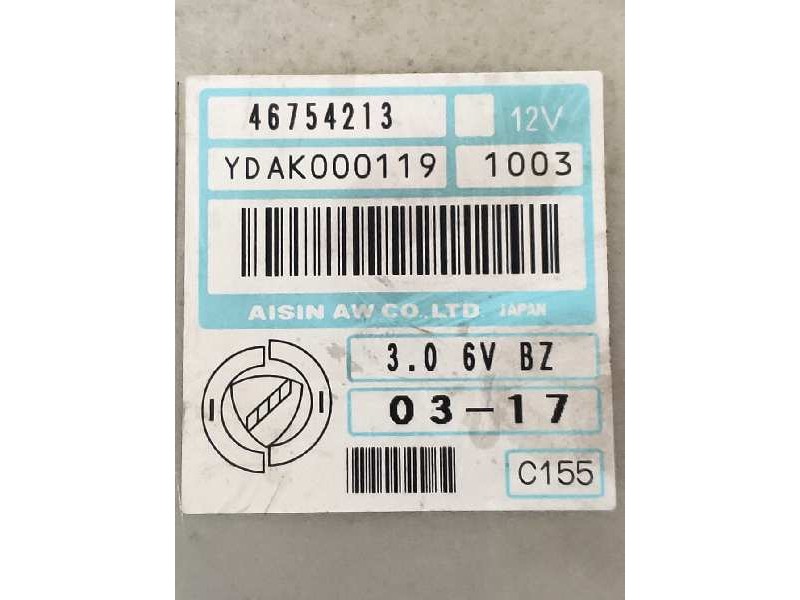 46754213 12V
YDAK000119 1003
AISIN AW CO.,LTD JAPAN
3.0 6V BZ
03-17
C155